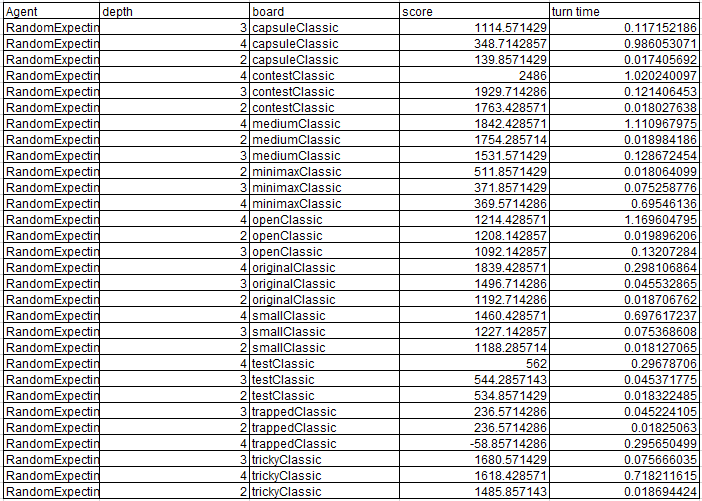 Agent depth board score turn time
RandomExpectin 3 capsuleClassic 1114.571429 0.117152186
RandomExpectin 4 capsuleClassic 348.7142857 0.986053071
RandomExpectin 2 capsuleClassic 139.8571429 0.017405692
RandomExpectin 4 contestClassic 2486 1.020240097
RandomExpectin 3 contestClassic 1929.714286 0.121406453
RandomExpectin 2 contestClassic 1763.428571 0.018027638
RandomExpectin 4 mediumClassic 1842.428571 1.110967975
RandomExpectin 2 mediumClassic 1754.285714 0.018984186
RandomExpectin 3 mediumClassic 1531.571429 0.128672454
RandomExpectin 2 minimaxClassic 511.8571429 0.018064099
RandomExpectin 3 minimaxClassic 371.8571429 0.075258776
RandomExpectin 4 minimaxClassic 369.5714286 0.69546136
RandomExpectin 4 openClassic 1214.428571 1.169604795
RandomExpectin 2 openClassic 1208.142857 0.019896206
RandomExpectin 3 openClassic 1092.142857 0.13207284
RandomExpectin 4 originalClassic 1839.428571 0.298106864
RandomExpectin 3 originalClassic 1496.714286 0.045532865
RandomExpectin 2 originalClassic 1192.714286 0.018706762
RandomExpectin 4 smallClassic 1460.428571 0.697617237
RandomExpectin 3 smallClassic 1227.142857 0.075368608
RandomExpectin 2 smallClassic 1188.285714 0.018127065
RandomExpectin 4 testClassic 562 0.29678706
RandomExpectin 3 testClassic 544.2857143 0.045371775
RandomExpectin 2 testClassic 534.8571429 0.018322485
RandomExpectin 3 trappedClassic 236.5714286 0.045224105
RandomExpectin 2 trappedClassic 236.5714286 0.01825063
RandomExpectin 4 trappedClassic -58.85714286 0.295650499
RandomExpectin 3 trickyClassic 1680.571429 0.075666035
RandomExpectin 4 trickyClassic 1618.428571 0.718211615
RandomExpectin 2 trickyClassic 1485.857143 0.018694424